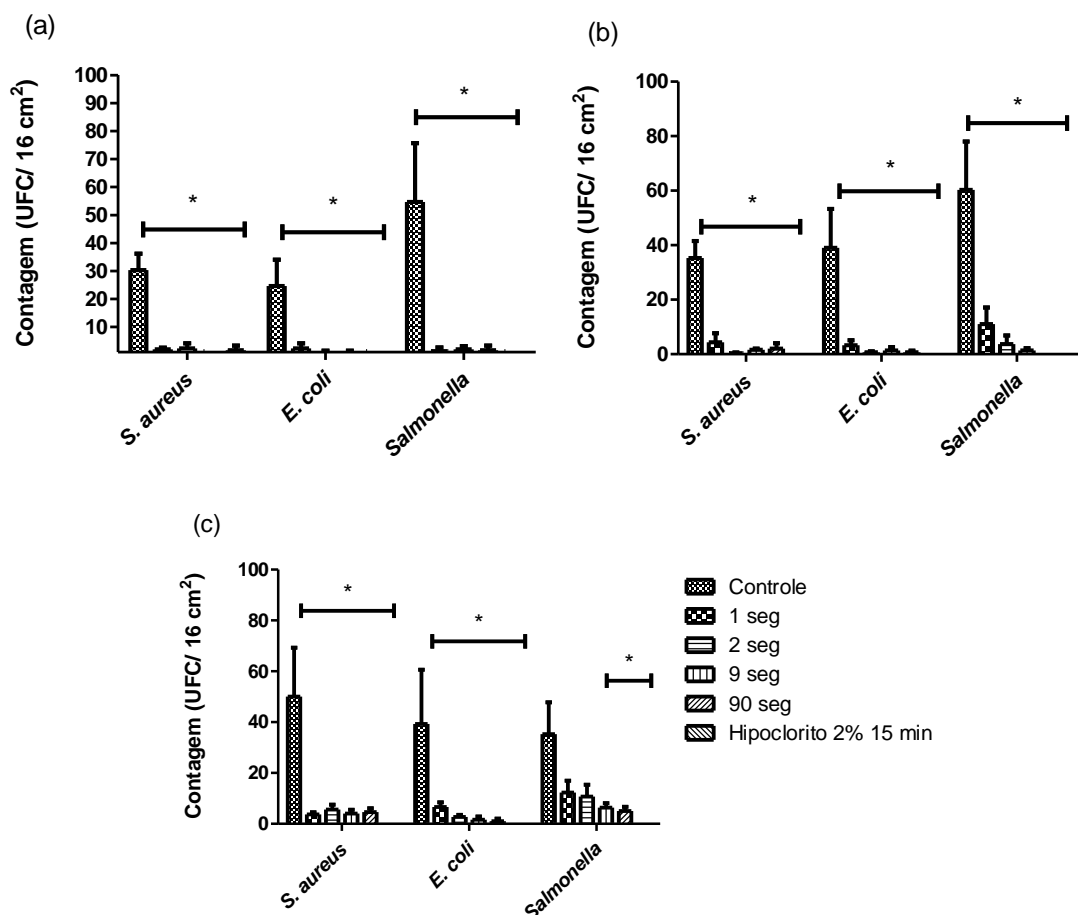 (a)
Contagem (UFC/ 16 cm²)
100
90
80
70
60
50
40
30
20
10
*
*
*
S. aureus
E. coli
Salmonella
(b)
Contagem (UFC/ 16 cm²)
100
80
60
40
20
0
*
*
*
S. aureus
E. coli
Salmonella
(c)
Contagem (UFC/ 16 cm²)
100
80
60
40
20
0
*
*
*
S. aureus
E. coli
Salmonella
Controle
1 seg
2 seg
9 seg
90 seg
Hipoclorito 2% 15 min